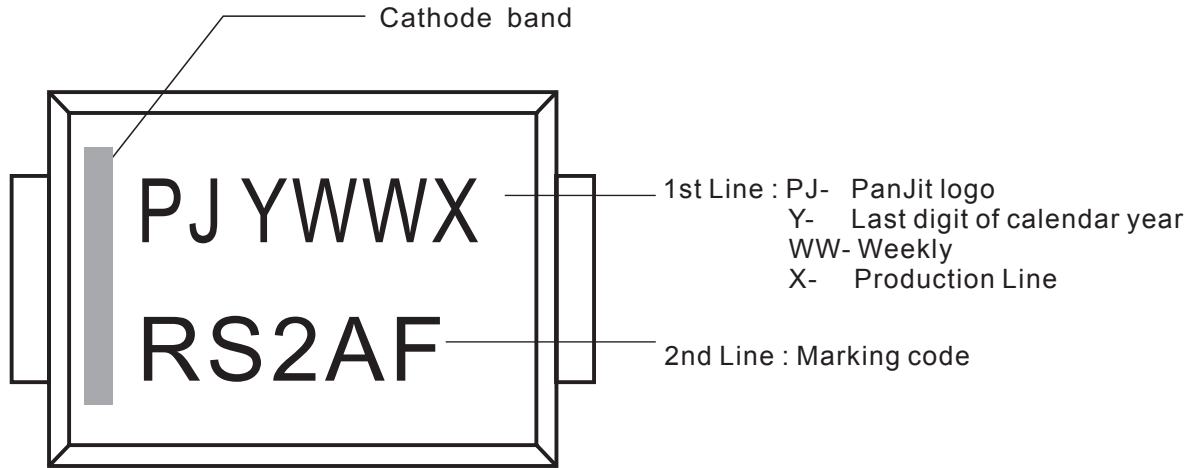 Cathode band
PJ YWWX
1st Line : PJ- PanJit logo
Y- Last digit of calendar year
WW- Weekly
X- Production Line
RS2AF
2nd Line : Marking code